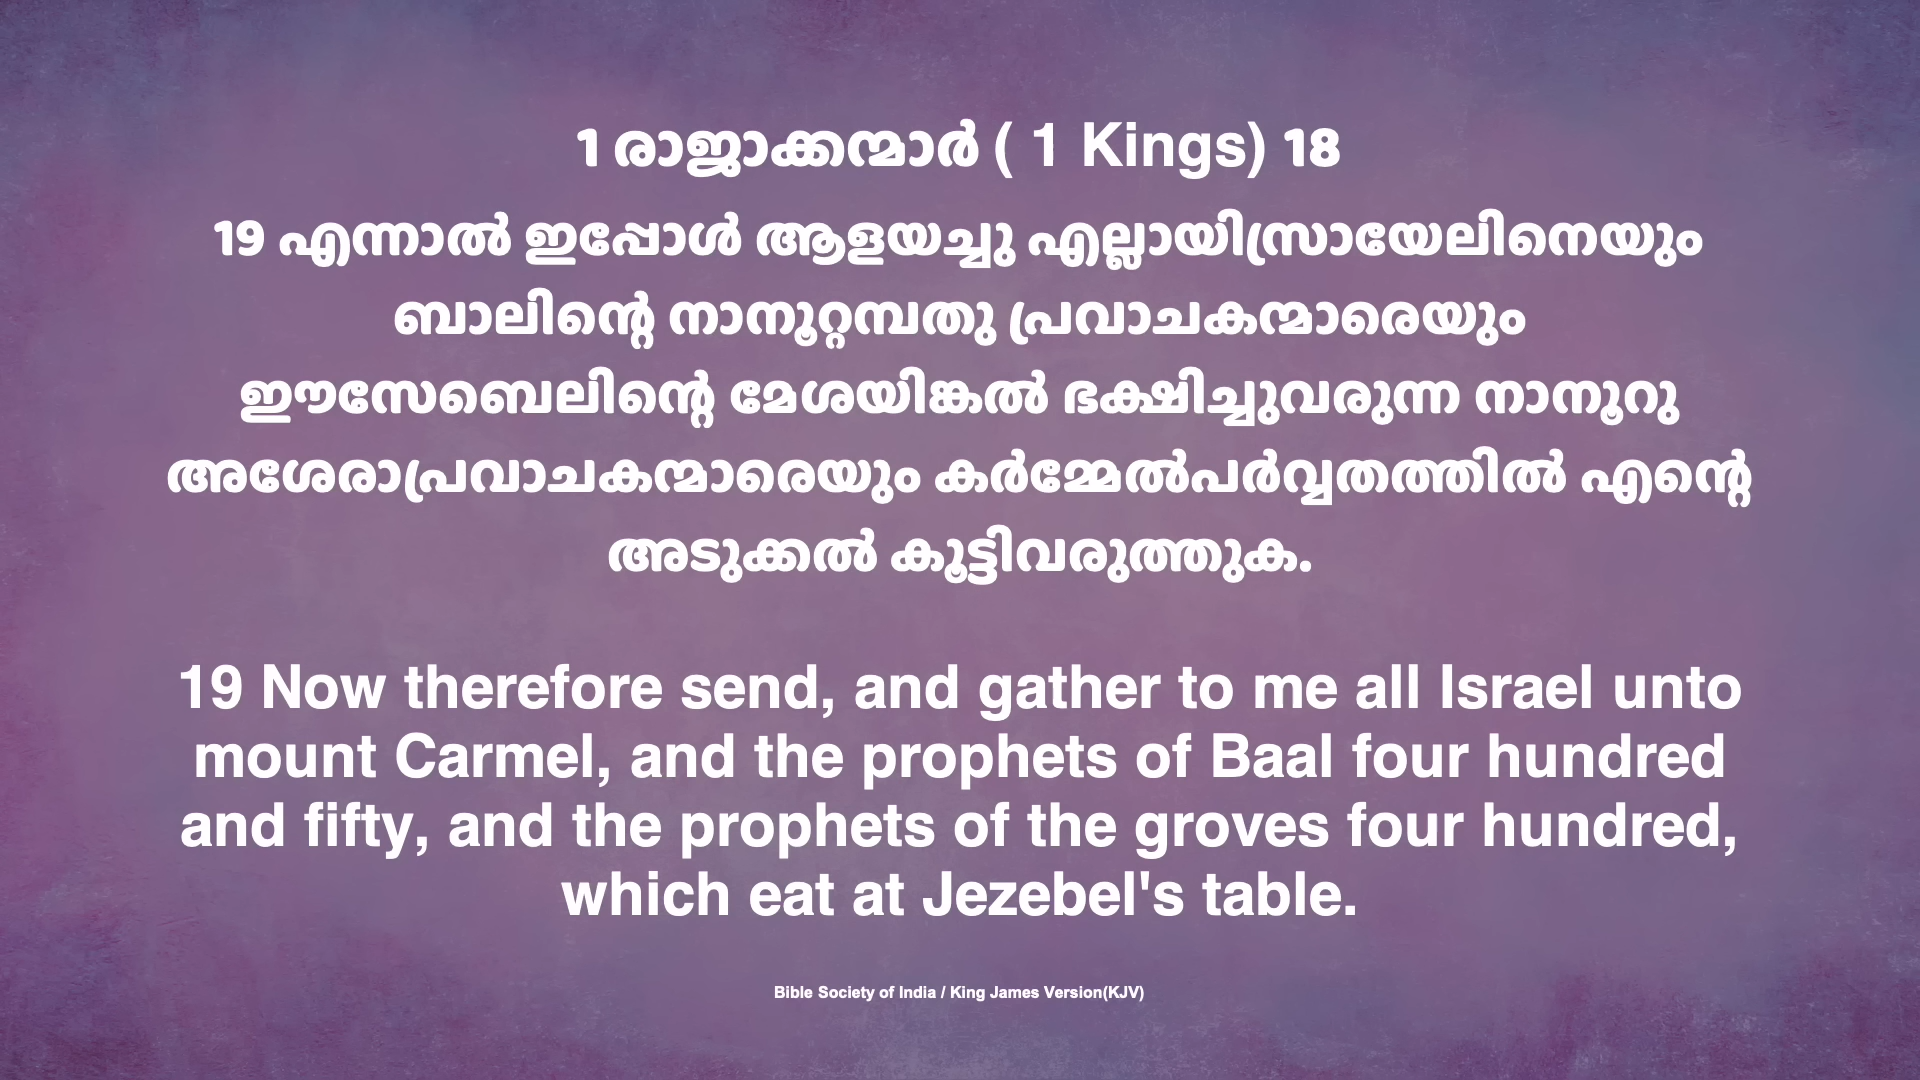 1 രാജാക്കന്മാർ ( 1 Kings) 18
19 എന്നാൽ ഇപ്പോൾ ആളയച്ചു എല്ലായിസ്രായേലിനെയും
ബാലിന്റെ നാനൂറ്റമ്പതു പ്രവാചകന്മാരെയും
ഈസേബെലിന്റെ മേശയിങ്കൽ ഭക്ഷിച്ചുവരുന്ന നാനൂറു
അശേരാപ്രവാചകന്മാരെയും കർമ്മേൽപർവ്വതത്തിൽ എന്റെ
അടുക്കൽ കൂട്ടിവരുത്തുക.
19 Now therefore send, and gather to me all Israel unto
mount Carmel, and the prophets of Baal four hundred
and fifty, and the prophets of the groves four hundred,
which eat at Jezebel's table.
Bible Society of India / King James Version(KJV)